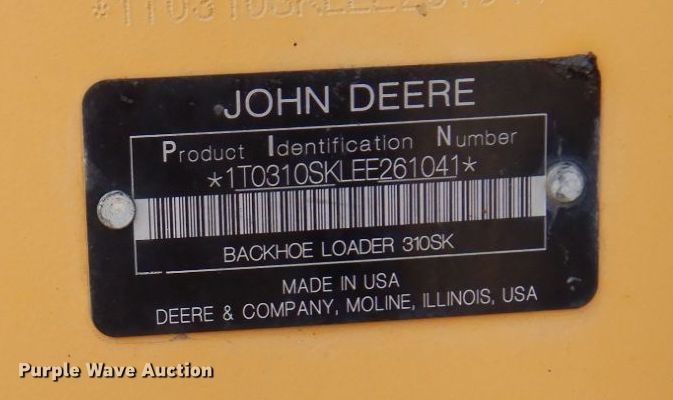 JOHN DEERE
Product Identification Number
*1T0310SKLEE261041*
BACKHOE LOADER 310SK
MADE IN USA
DEERE & COMPANY, MOLINE, ILLINOIS, USA
Purple Wave Auction